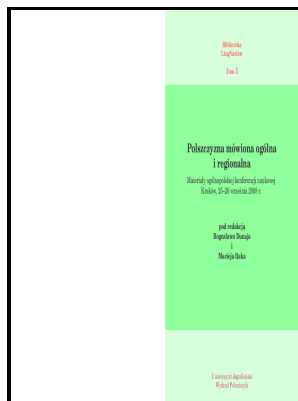 Biblioteka
LingVariów
Tom 5
Polszczyzna mówiona ogólna
i regionalna
Materiały ogólnopolskiej konferencji naukowej
Kraków, 25–26 września 2008 r.
pod redakcją
Bogusława Dunaja
i
Macieja Raka
Uniwersytet Jagielloński
Wydział Polonistyki